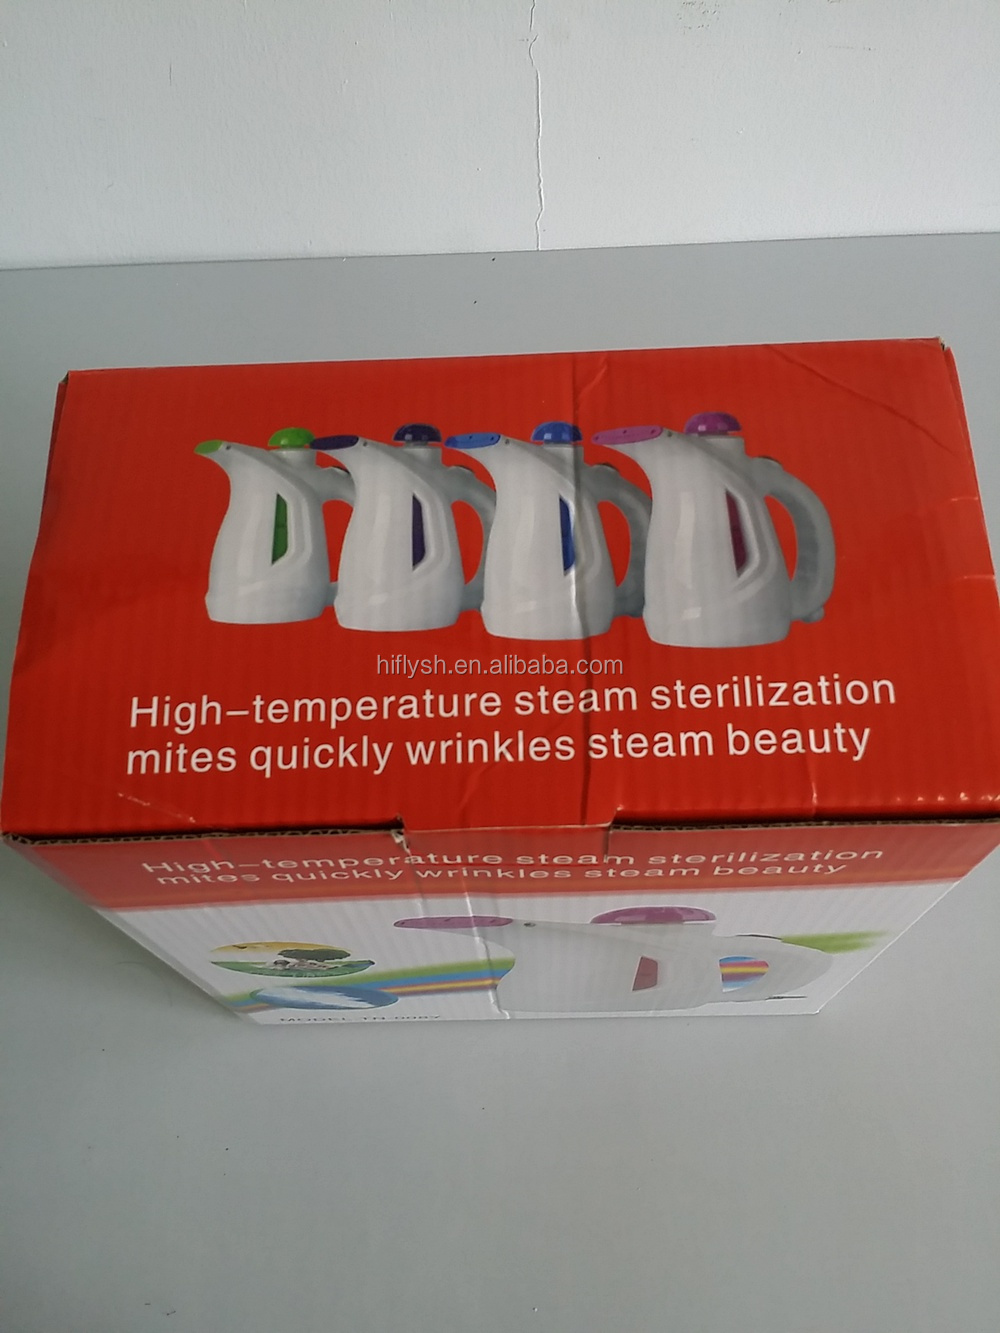 hiflysh.en.alibaba.com
High-temperature steam sterilization
mites quickly wrinkles steam beauty
High-temperature steam sterilization
mites quickly wrinkles steam beauty
MODEL